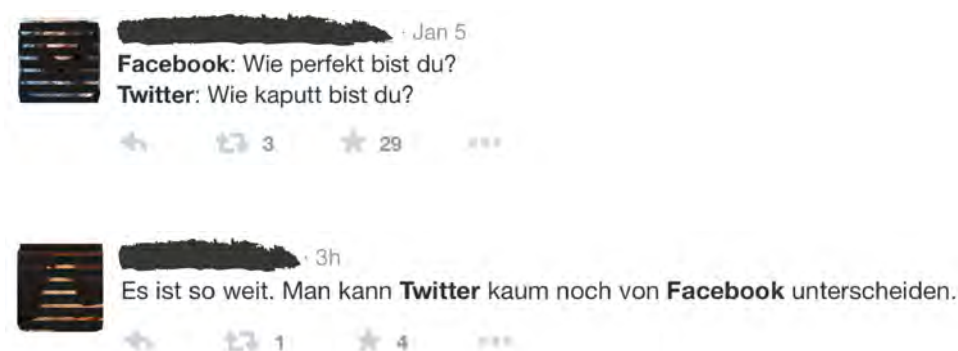 · Jan 5
Facebook: Wie perfekt bist du?
Twitter: Wie kaputt bist du?
3 29
· 3h
Es ist so weit. Man kann Twitter kaum noch von Facebook unterscheiden.
1 4